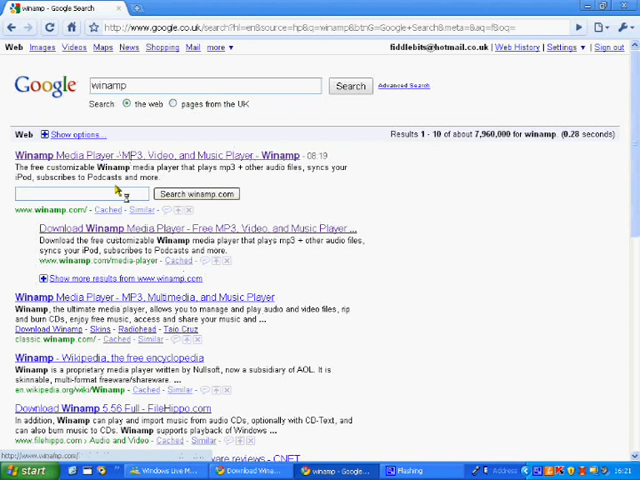 winamp - Google Search
http://www.google.co.uk/search?hl=en&source=hp&q=winamp&btnG=Google+Search&meta=&aq=f&oq=
Web Images Videos Maps News Shopping Mail more ▼
fiddlebits@hotmail.co.uk | Web History | Settings ▼ | Sign out
Google
winamp
Search
Advanced Search
Search: the web pages from the UK
Web Show options...
Results 1 - 10 of about 7,960,000 for winamp. (0.28 seconds)
Winamp Media Player - MP3, Video, and Music Player - Winamp - 08:19
The free customizable Winamp media player that plays mp3 + other audio files, syncs your
iPod, subscribes to Podcasts and more.
Search winamp.com
www.winamp.com/ - Cached - Similar -
Download Winamp Media Player - Free MP3, Video, and Music Player ...
Download the free customizable Winamp media player that plays mp3 + other audio files,
syncs your iPod, subscribes to Podcasts and more.
www.winamp.com/media-player - Cached -
Show more results from www.winamp.com
Winamp Media Player - MP3, Multimedia, and Music Player
Winamp, the ultimate media player, allows you to manage and play audio and video files, rip
and burn CDs, enjoy free music, access and share your music and ...
Download Winamp - Skins - Radiohead - Taio Cruz
classic.winamp.com/ - Cached - Similar -
Winamp - Wikipedia, the free encyclopedia
Winamp is a proprietary media player written by Nullsoft, now a subsidiary of AOL. It is
skinnable, multi-format freeware/shareware. ...
en.wikipedia.org/wiki/Winamp - Cached - Similar -
Download Winamp 5.56 Full - FileHippo.com
In addition, Winamp can play and import music from audio CDs, optionally with CD-Text, and
can also burn music to CDs. Winamp supports playback of Windows ...
www.filehippo.com › Audio and Video - Cached - Similar -
ware reviews - CNET
http://www.winamp.com/
start
Windows Live M...
Download Wina...
winamp - Google...
Flashing
Address
16:21